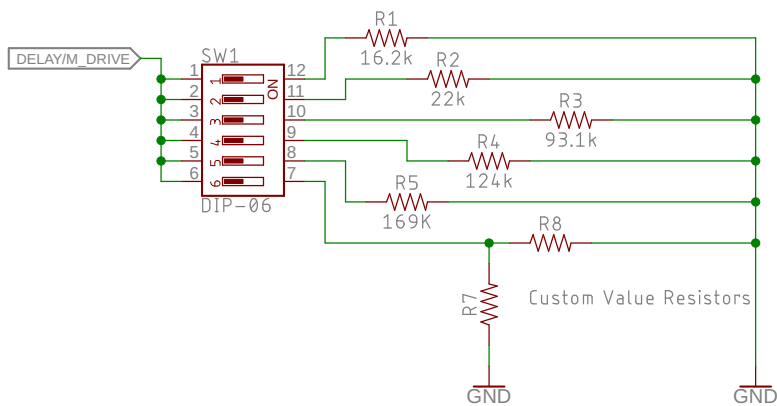 DELAY/M_DRIVE
SW1
1
2
3
4
5
6
1
2
3
4
5
6
ON
12
11
10
9
8
7
DIP-06
R1
16.2k
R2
22k
R3
93.1k
R4
124k
R5
169K
R8
R7
Custom Value Resistors
GND
GND